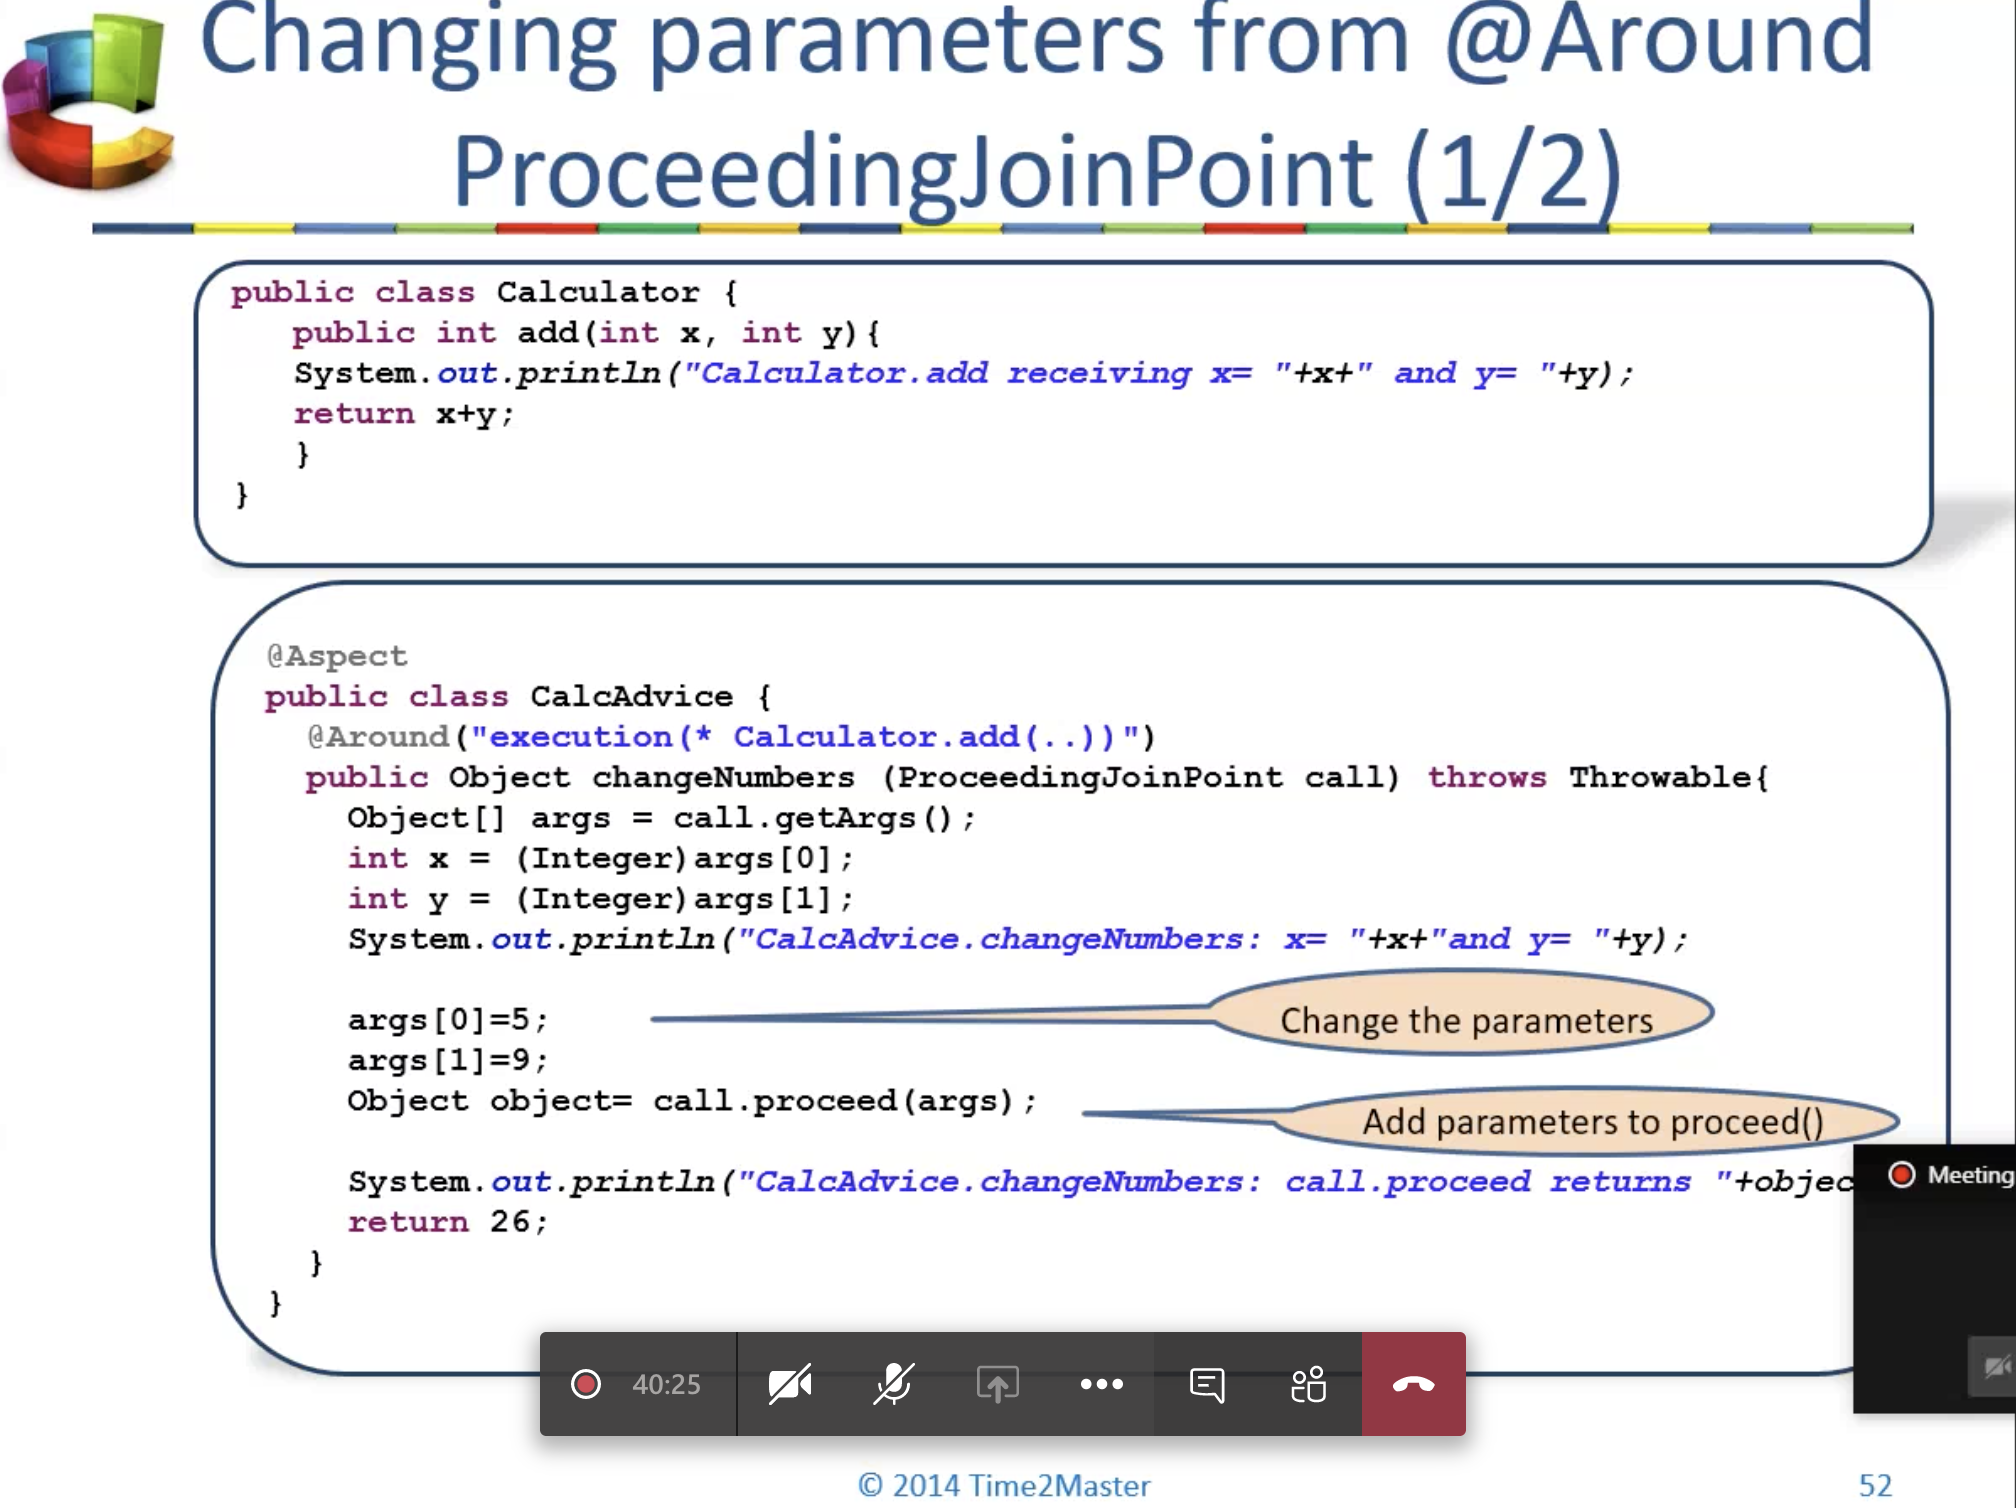 Changing parameters from @Around
ProceedingJoinPoint (1/2)
public class Calculator {
public int add(int x, int y){
System.out.println("Calculator.add receiving x= "+x+" and y= "+y);
return x+y;
}
}
@Aspect
public class CalcAdvice {
@Around("execution(* Calculator.add(..))")
public Object changeNumbers (ProceedingJoinPoint call) throws Throwable{
Object[] args = call.getArgs();
int x = (Integer)args[0];
int y = (Integer)args[1];
System.out.println("CalcAdvice.changeNumbers: x= "+x+"and y= "+y);
args[0]=5;
Change the parameters
args[1]=9;
Object object= call.proceed(args);
Add parameters to proceed()
System.out.println("CalcAdvice.changeNumbers: call.proceed returns "+objec
Meeting
return 26;
}
}
40:25
© 2014 Time2Master
52